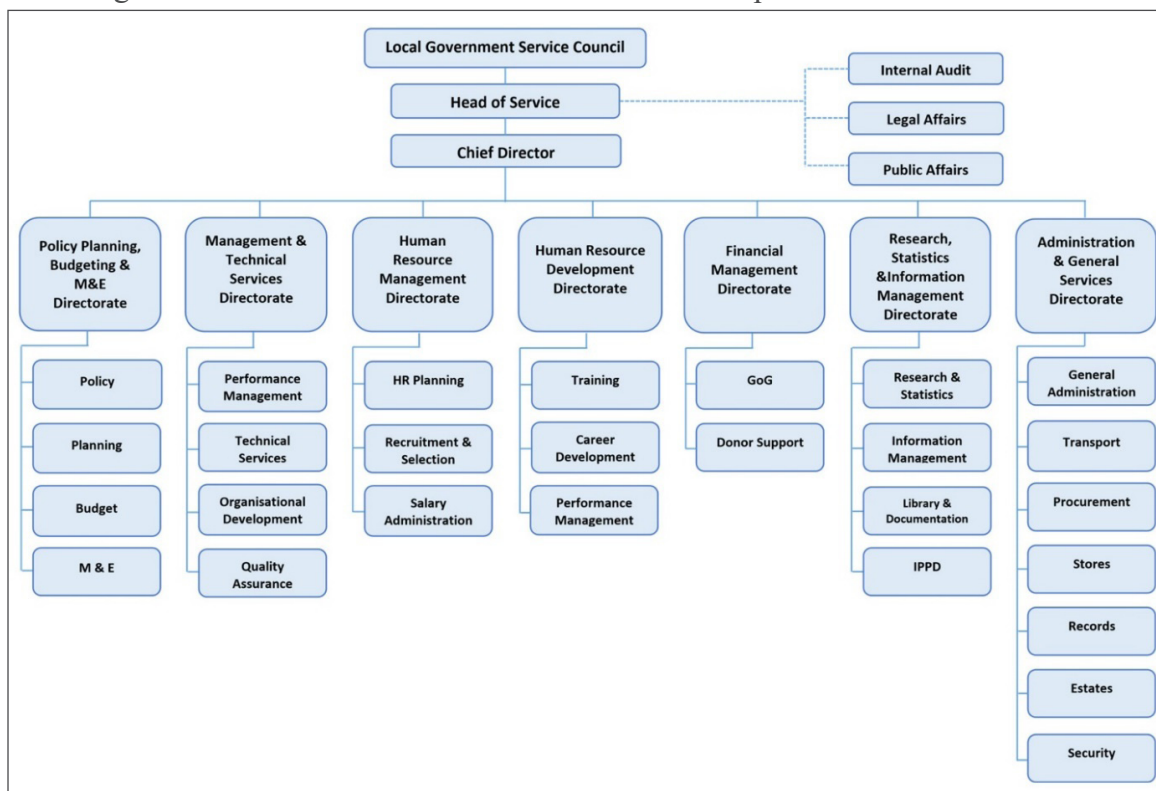 Local Government Service Council
Head of Service
Chief Director
Internal Audit
Legal Affairs
Public Affairs
Policy Planning,
Budgeting &
M&E
Directorate
Policy
Planning
Budget
M & E
Management &
Technical
Services
Directorate
Performance
Management
Technical
Services
Organisational
Development
Quality
Assurance
Human
Resource
Management
Directorate
HR Planning
Recruitment &
Selection
Salary
Administration
Human Resource
Development
Directorate
Training
Career
Development
Performance
Management
Financial
Management
Directorate
GoG
Donor Support
Research,
Statistics
&Information
Management
Directorate
Research &
Statistics
Information
Management
Library &
Documentation
IPPD
Administration
& General
Services
Directorate
General
Administration
Transport
Procurement
Stores
Records
Estates
Security